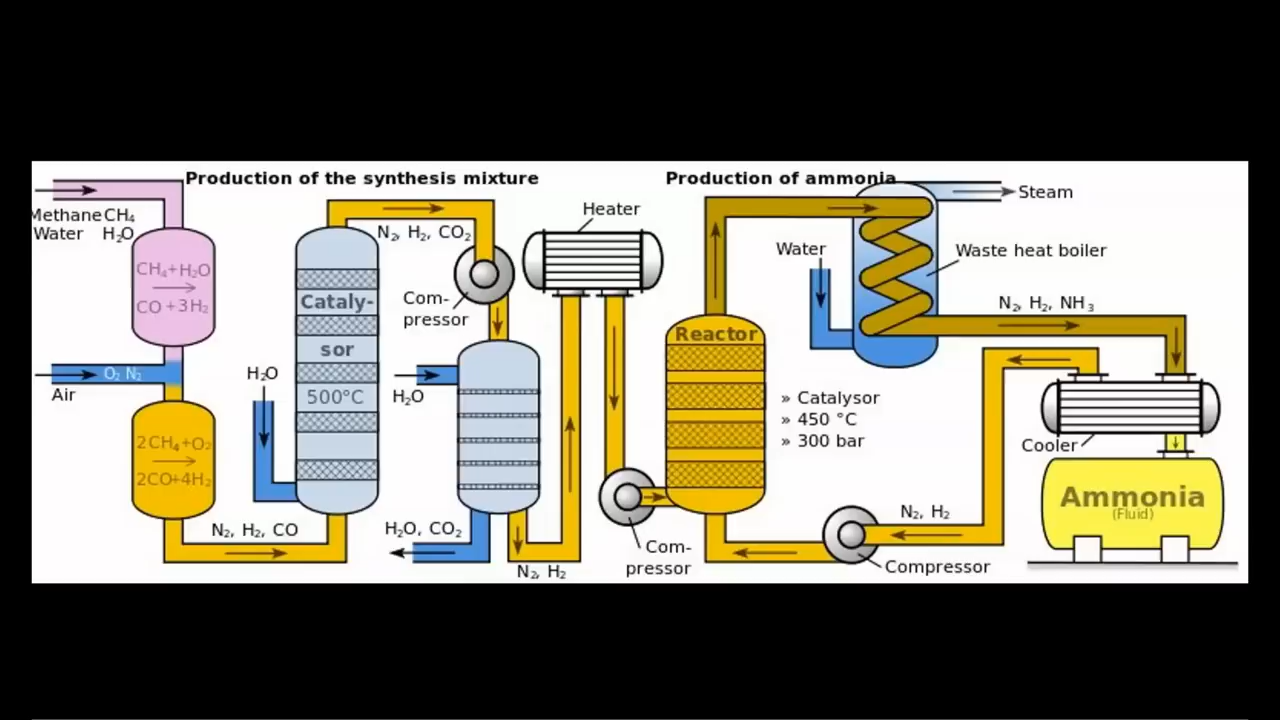 Production of the synthesis mixture
Production of ammonia
Methane CH₄
Water H₂O
CH₄+H₂O
CO+3H₂
Air
O₂ N₂
2CH₄+O₂
2CO+4H₂
N₂, H₂, CO
H₂O
Cataly-
sor
500°C
N₂, H₂, CO₂
Com-
pressor
H₂O
H₂O, CO₂
N₂, H₂
Heater
Com-
pressor
Reactor
» Catalysor
» 450 °C
» 300 bar
Water
Steam
Waste heat boiler
N₂, H₂, NH₃
Cooler
N₂, H₂
Compressor
Ammonia
(Fluid)